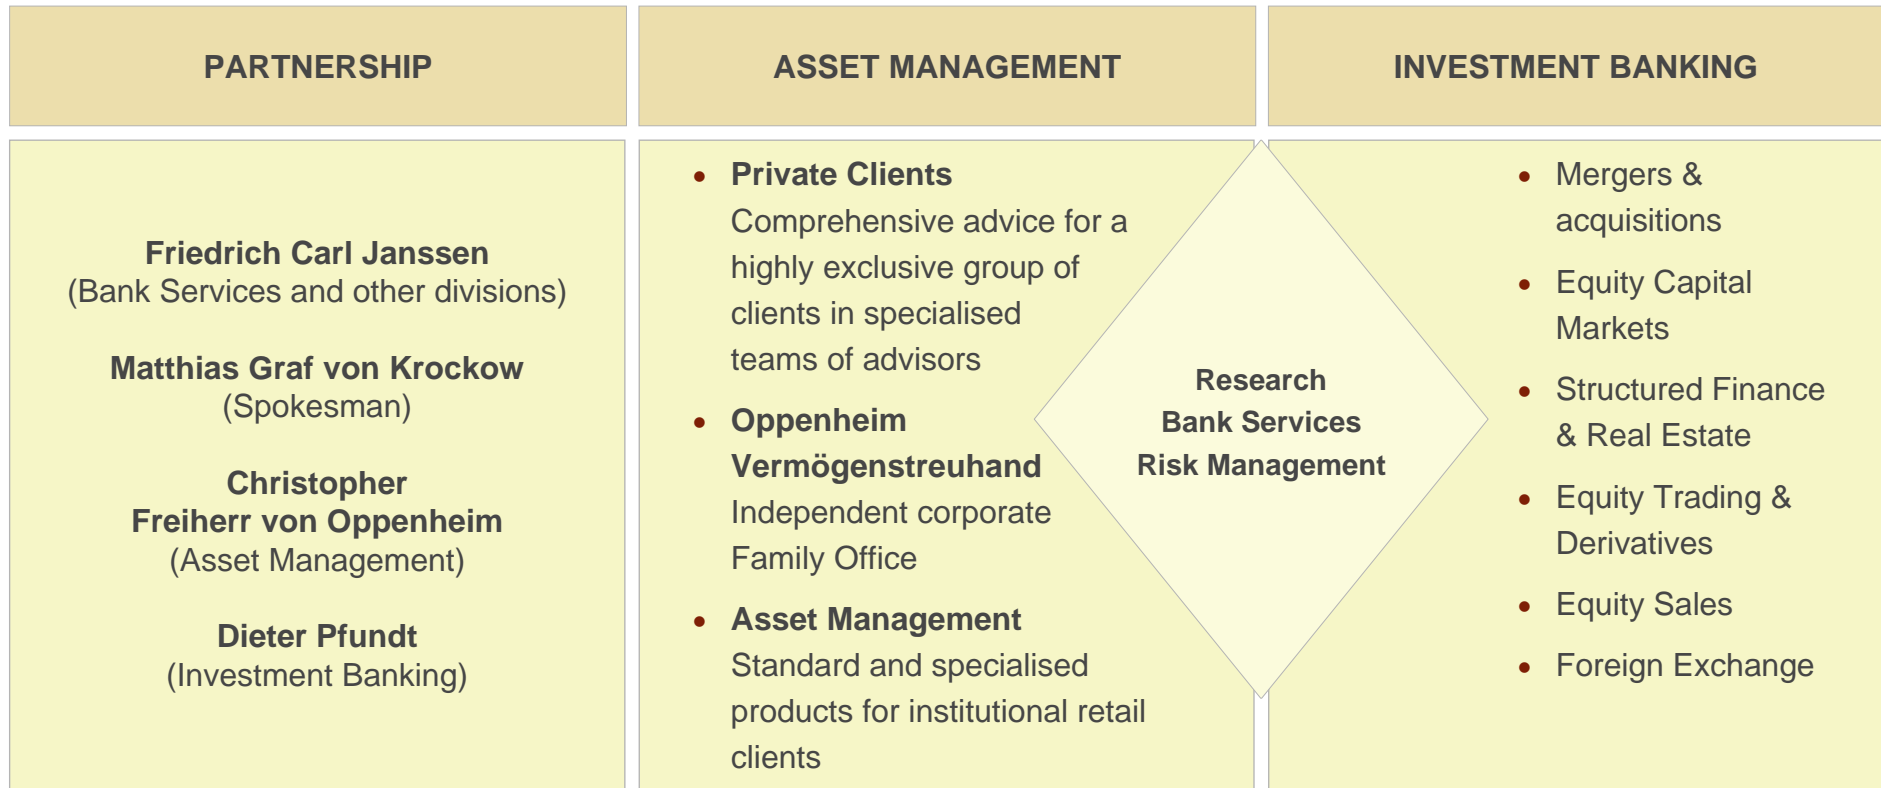 PARTNERSHIP
ASSET MANAGEMENT
INVESTMENT BANKING
Friedrich Carl Janssen
(Bank Services and other divisions)
Matthias Graf von Krockow
(Spokesman)
Christopher
Freiherr von Oppenheim
(Asset Management)
Dieter Pfundt
(Investment Banking)
• Private Clients
Comprehensive advice for a
highly exclusive group of
clients in specialised
teams of advisors
• Oppenheim
Vermögenstreuhand
Independent corporate
Family Office
• Asset Management
Standard and specialised
products for institutional retail
clients
Research
Bank Services
Risk Management
• Mergers &
acquisitions
• Equity Capital
Markets
• Structured Finance
& Real Estate
• Equity Trading &
Derivatives
• Equity Sales
• Foreign Exchange